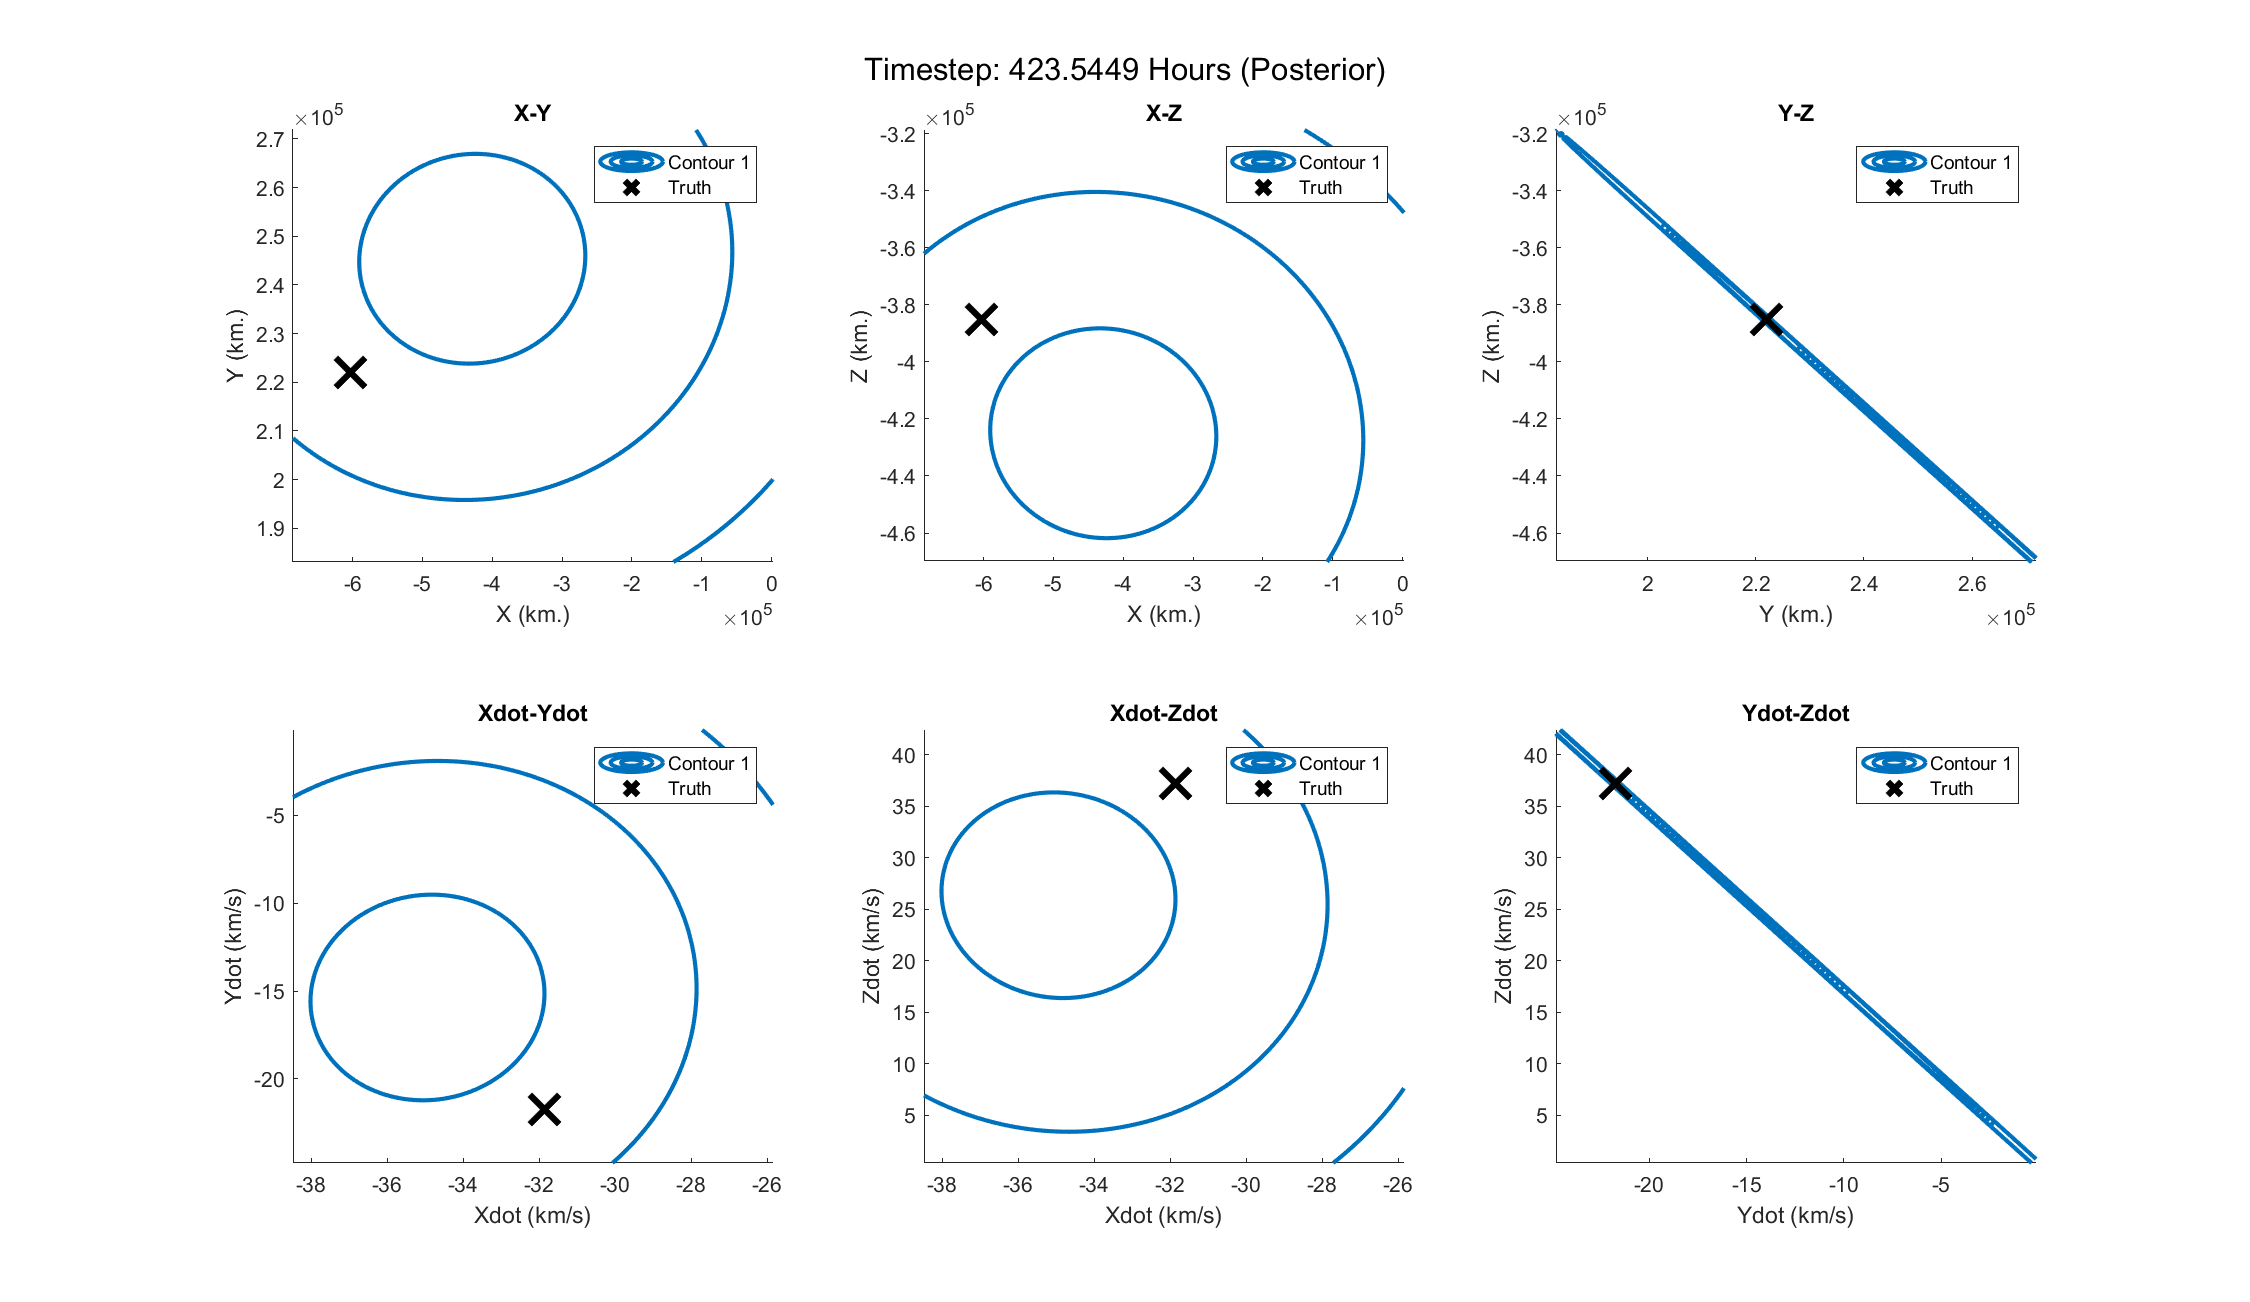 Timestep: 423.5449 Hours (Posterior)
X-Y
×10^5
2.7
2.6
2.5
2.4
2.3
2.2
2.1
2
1.9
Y (km.)
-6 -5 -4 -3 -2 -1 0
X (km.)
×10^5
Contour 1
Truth
X-Z
×10^5
-3.2
-3.4
-3.6
-3.8
-4
-4.2
-4.4
-4.6
Z (km.)
-6 -5 -4 -3 -2 -1 0
X (km.)
×10^5
Contour 1
Truth
Y-Z
×10^5
-3.2
-3.4
-3.6
-3.8
-4
-4.2
-4.4
-4.6
Z (km.)
2 2.2 2.4 2.6
Y (km.)
×10^5
Contour 1
Truth
Xdot-Ydot
-5
-10
-15
-20
Ydot (km/s)
-38 -36 -34 -32 -30 -28 -26
Xdot (km/s)
Contour 1
Truth
Xdot-Zdot
40
35
30
25
20
15
10
5
Zdot (km/s)
-38 -36 -34 -32 -30 -28 -26
Xdot (km/s)
Contour 1
Truth
Ydot-Zdot
40
35
30
25
20
15
10
5
Zdot (km/s)
-20 -15 -10 -5
Ydot (km/s)
Contour 1
Truth